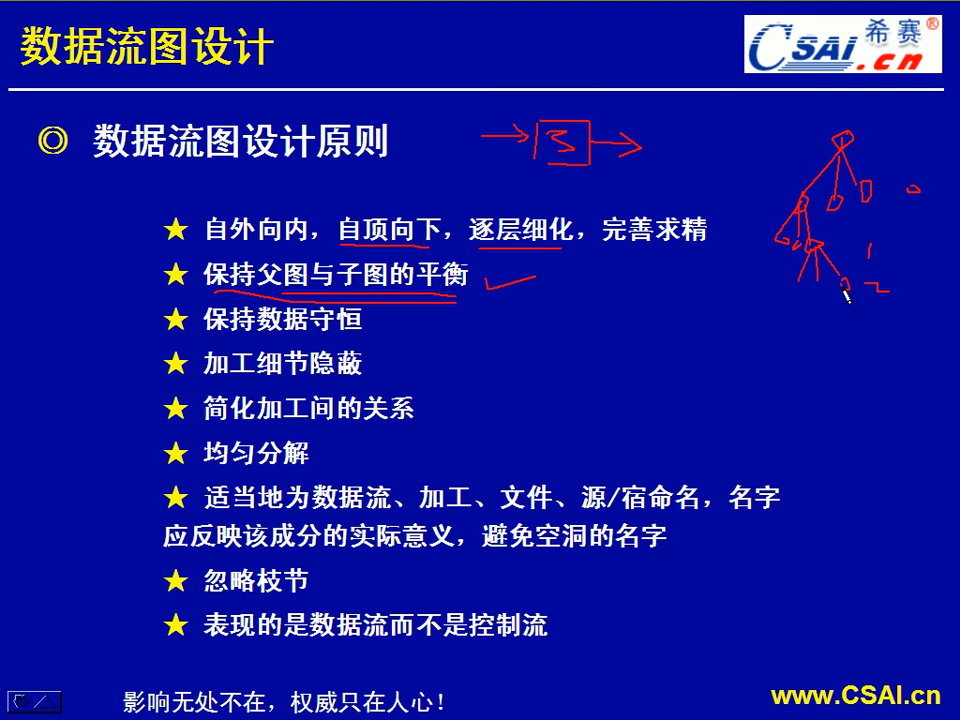 数据流图设计
CSAI 希赛®
.cn
◎ 数据流图设计原则
3
★ 自外向内，自顶向下，逐层细化，完善求精
★ 保持父图与子图的平衡
★ 保持数据守恒
★ 加工细节隐蔽
★ 简化加工间的关系
★ 均匀分解
★ 适当地为数据流、加工、文件、源/宿命名，名字
应反映该成分的实际意义，避免空洞的名字
★ 忽略枝节
★ 表现的是数据流而不是控制流
影响无处不在，权威只在人心！
www.CSAI.cn